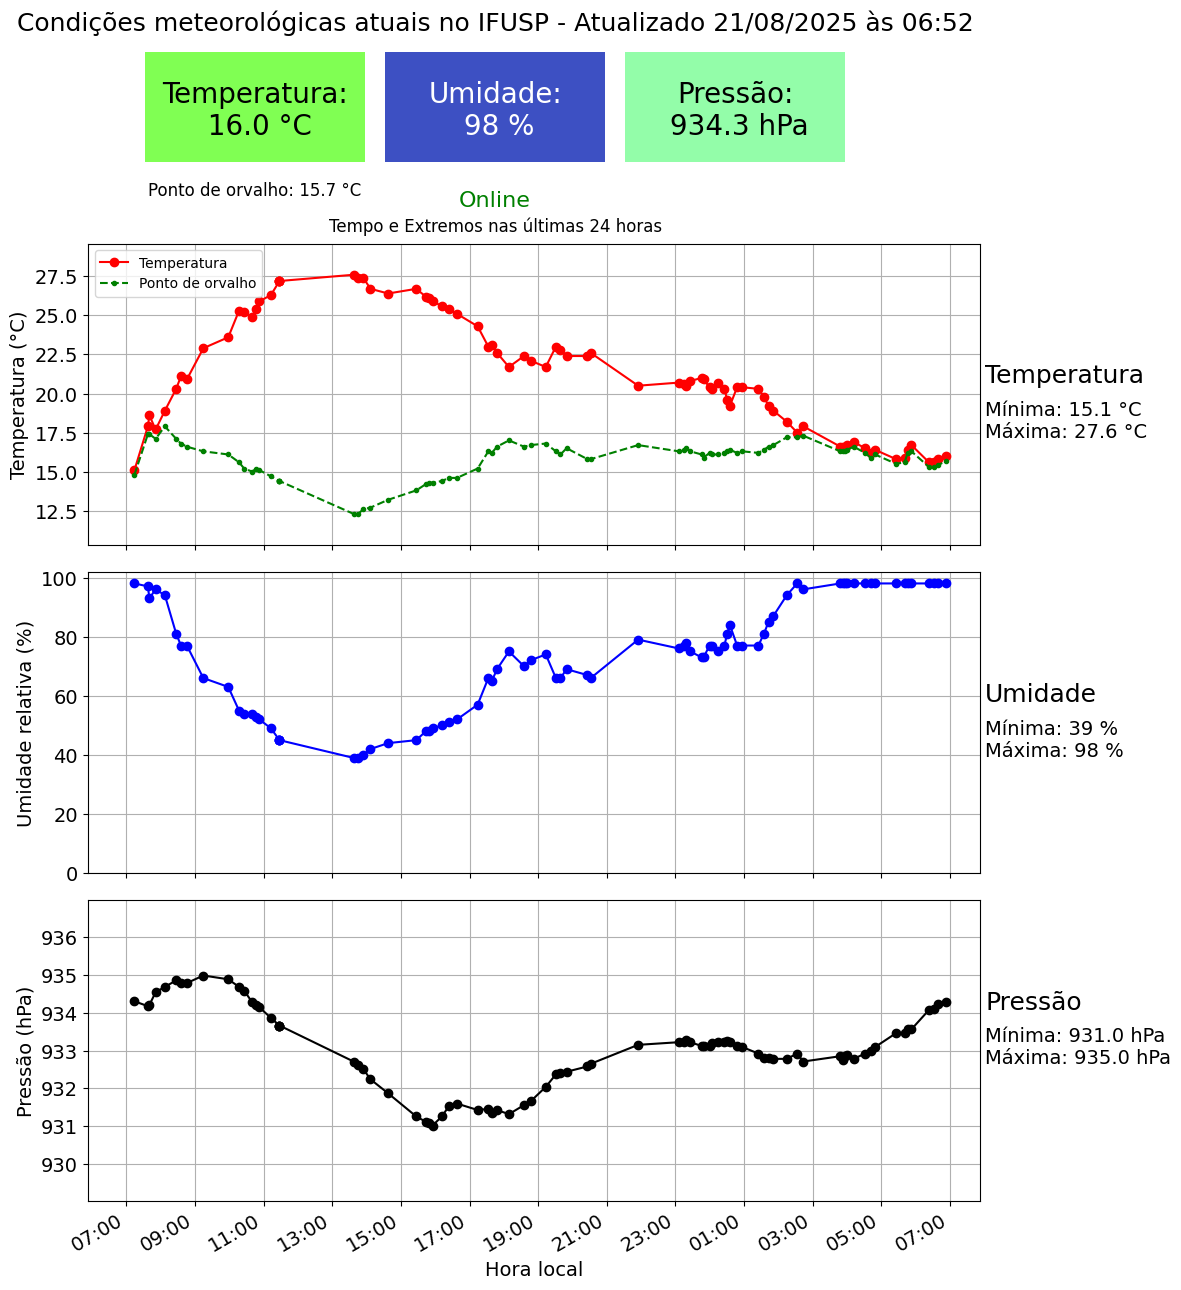 Condições meteorológicas atuais no IFUSP - Atualizado 21/08/2025 às 06:52
Temperatura:
16.0 °C
Umidade:
98 %
Pressão:
934.3 hPa
Ponto de orvalho: 15.7 °C
Online
Tempo e Extremos nas últimas 24 horas
Temperatura
Ponto de orvalho
Temperatura (°C)
27.5
25.0
22.5
20.0
17.5
15.0
12.5
Temperatura
Mínima: 15.1 °C
Máxima: 27.6 °C
Umidade relativa (%)
100
80
60
40
20
0
Umidade
Mínima: 39 %
Máxima: 98 %
Pressão (hPa)
936
935
934
933
932
931
930
Pressão
Mínima: 931.0 hPa
Máxima: 935.0 hPa
07:00 09:00 11:00 13:00 15:00 17:00 19:00 21:00 23:00 01:00 03:00 05:00 07:00
Hora local